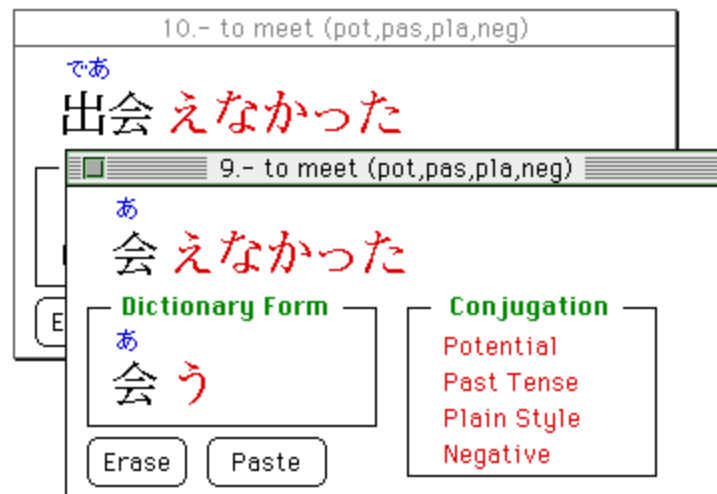 10.- to meet (pot,pas,pla,neg)
であ
出会 えなかった
9.- to meet (pot,pas,pla,neg)
あ
会 えなかった
Dictionary Form
あ
会 う
Conjugation
Potential
Past Tense
Plain Style
Negative
Erase
Paste